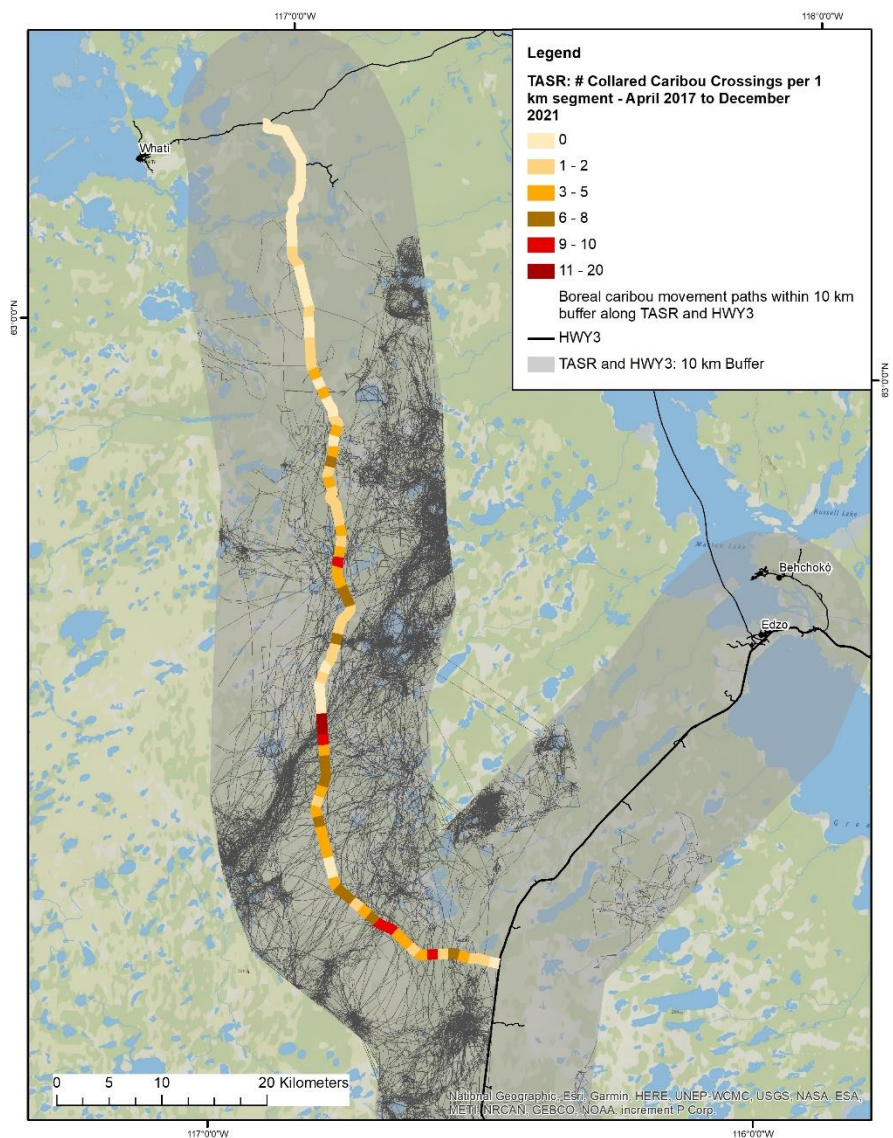 117°0'0"W
116°0'0"W
Legend
TASR: # Collared Caribou Crossings per 1
km segment - April 2017 to December
2021
0
1 - 2
3 - 5
6 - 8
9 - 10
11 - 20
Boreal caribou movement paths within 10 km
buffer along TASR and HWY3
HWY3
TASR and HWY3: 10 km Buffer
Whati
63°0'0"N
63°0'0"N
Russell Lake
Marian Lake
Behchokǫ̀
Edzo
Grea
0 5 10 20 Kilometers
National Geographic, Esri, Garmin, HERE, UNEP-WCMC, USGS, NASA, ESA,
METI, NRCAN, GEBCO, NOAA, increment P Corp.
117°0'0"W
116°0'0"W